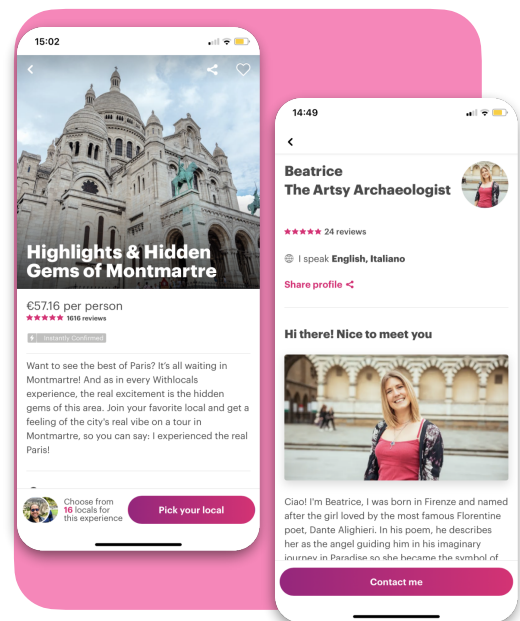 15:02
Highlights & Hidden
Gems of Montmartre
€57.16 per person
1616 reviews
Instantly Confirmed
Want to see the best of Paris? It's all waiting in
Montmartre! And as in every Withlocals
experience, the real excitement is the hidden
gems of this area. Join your favorite local and get a
feeling of the city's real vibe on a tour in
Montmartre, so you can say: I experienced the real
Paris!
Choose from
16 locals for
this experience
Pick your local
14:49
Beatrice
The Artsy Archaeologist
24 reviews
I speak English, Italiano
Share profile
Hi there! Nice to meet you
Ciao! I'm Beatrice, I was born in Firenze and named
after the girl loved by the most famous Florentine
poet, Dante Alighieri. In his poem, he describes
her as the angel guiding him in his imaginary
journey in Paradise so she became the symbol of
Contact me